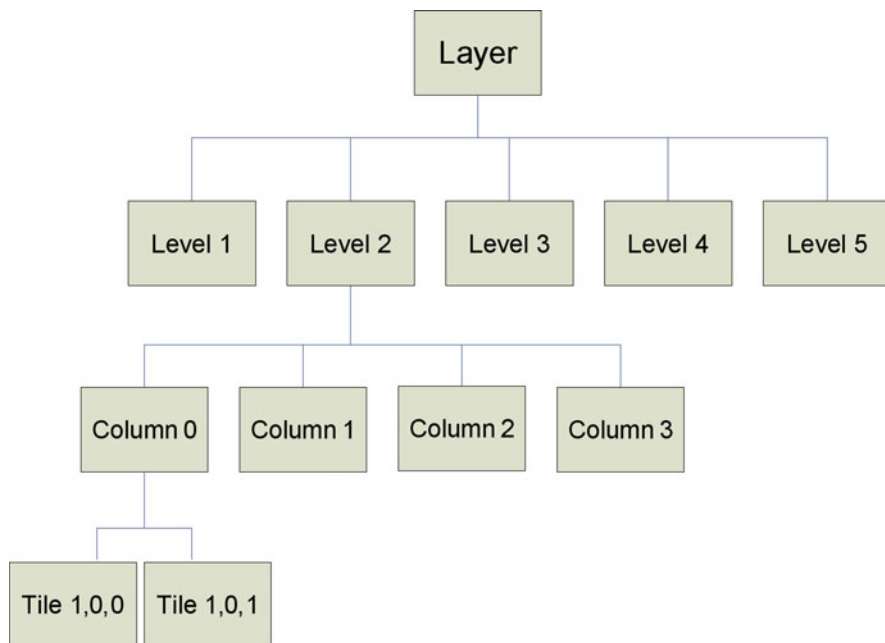 Layer
Level 1
Level 2
Level 3
Level 4
Level 5
Column 0
Column 1
Column 2
Column 3
Tile 1,0,0
Tile 1,0,1